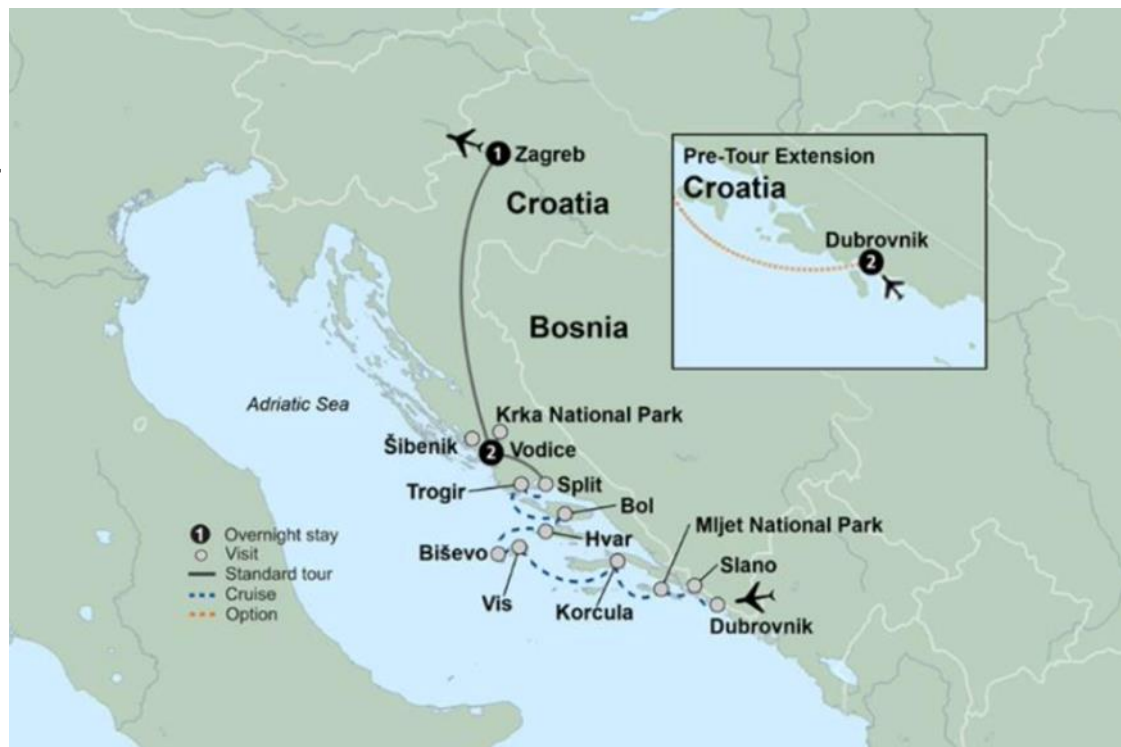 1 Zagreb
Croatia
Pre-Tour Extension
Croatia
Dubrovnik
2
Bosnia
Adriatic Sea
Krka National Park
Šibenik
2 Vodice
Trogir
Split
Bol
Mljet National Park
Hvar
Biševo
Slano
Vis
Korcula
Dubrovnik
1 Overnight stay
Visit
Standard tour
Cruise
Option